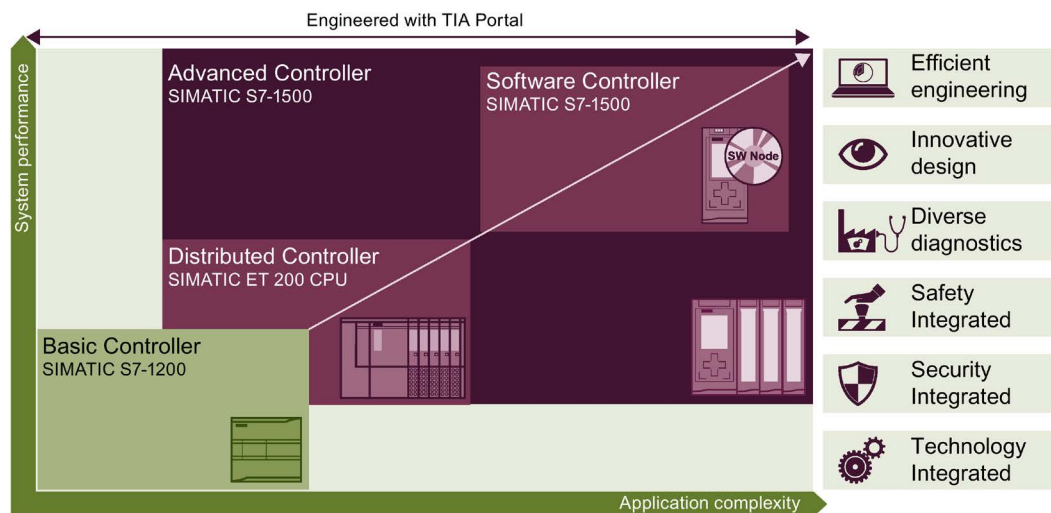 Engineered with TIA Portal
System performance
Advanced Controller
SIMATIC S7-1500
Software Controller
SIMATIC S7-1500
SW Node
Distributed Controller
SIMATIC ET 200 CPU
Basic Controller
SIMATIC S7-1200
Application complexity
Efficient
engineering
Innovative
design
Diverse
diagnostics
Safety
Integrated
Security
Integrated
Technology
Integrated